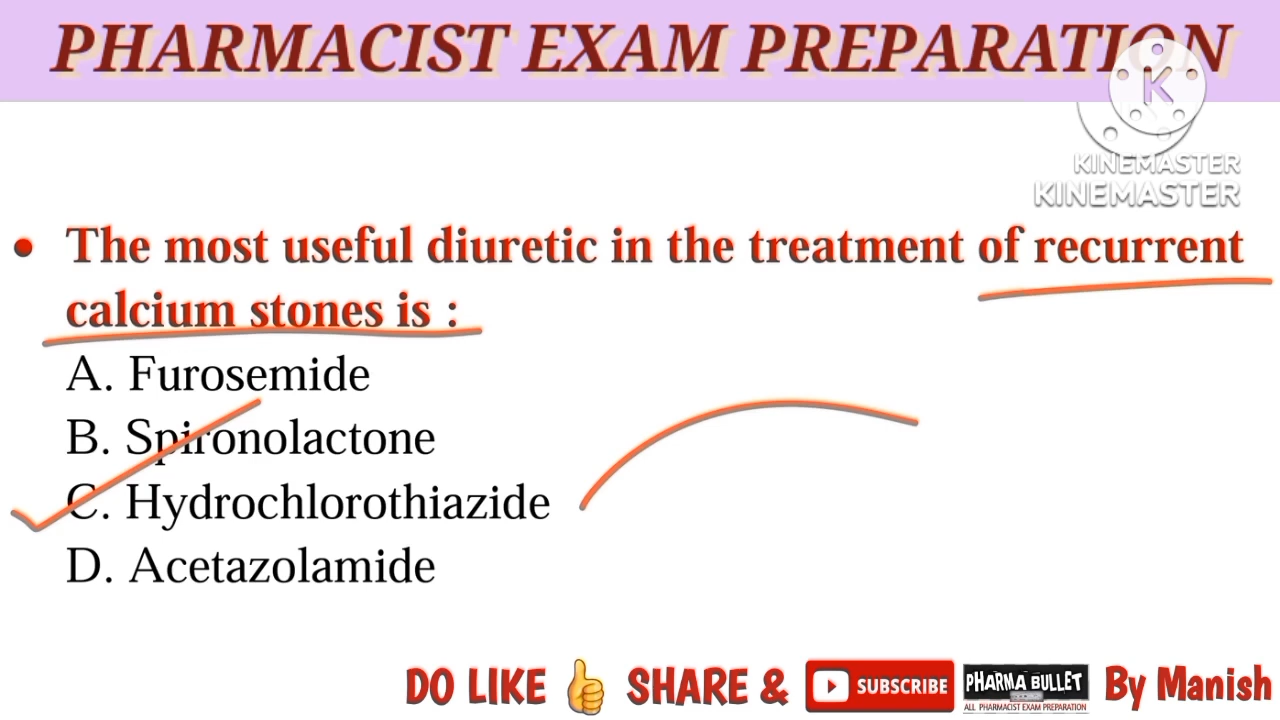 PHARMACIST EXAM PREPARATION
K
KINEMASTER
KINEMASTER
• The most useful diuretic in the treatment of recurrent
calcium stones is :
A. Furosemide
B. Spironolactone
C. Hydrochlorothiazide
D. Acetazolamide
DO LIKE 👍 SHARE & SUBSCRIBE PHARMA BULLET By Manish
ALL PHARMACIST EXAM PREPARATION